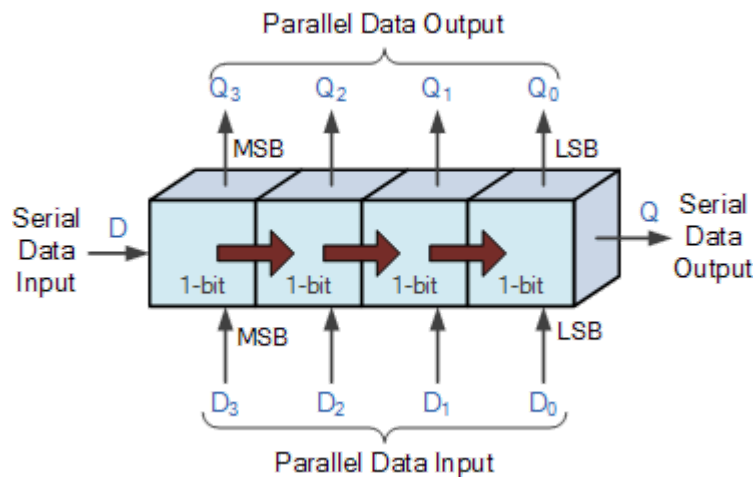 Parallel Data Output
Q₃ Q₂ Q₁ Q₀
MSB LSB
Serial
Data
Input
D
Q
Serial
Data
Output
1-bit 1-bit 1-bit 1-bit
MSB LSB
D₃ D₂ D₁ D₀
Parallel Data Input